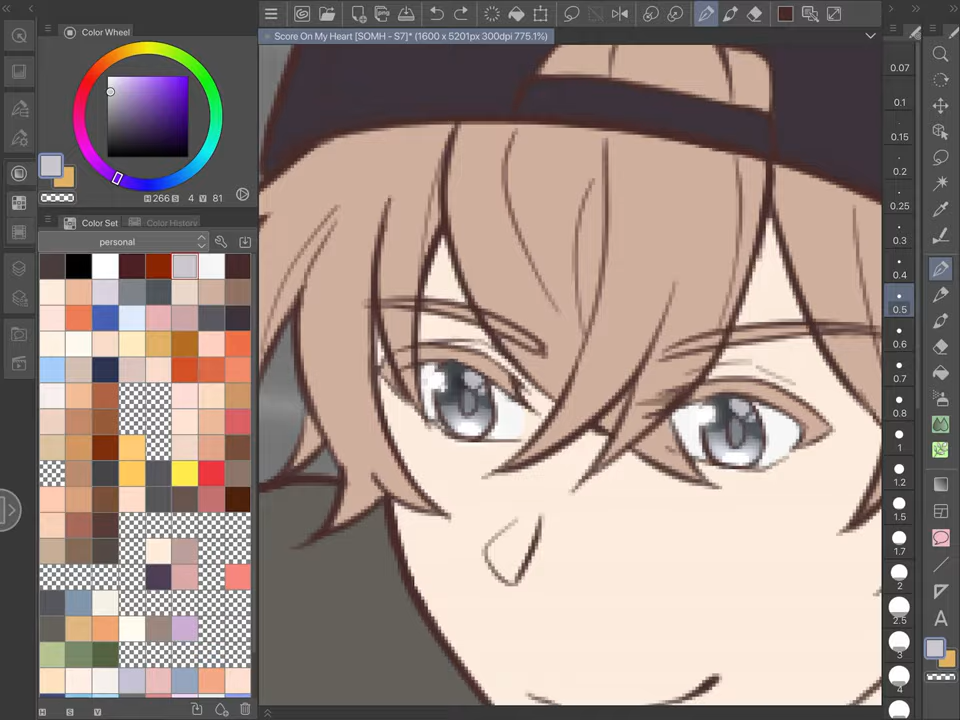 Color Wheel
H 266 S 4 V 81
Color Set
Color History
personal
Score On My Heart [SOMH - S7]* (1600 x 5201px 300dpi 775.1%)
0.07
0.1
0.15
0.2
0.25
0.3
0.4
0.5
0.6
0.7
0.8
1
1.2
1.5
1.7
2
2.5
3
4
A
H S V